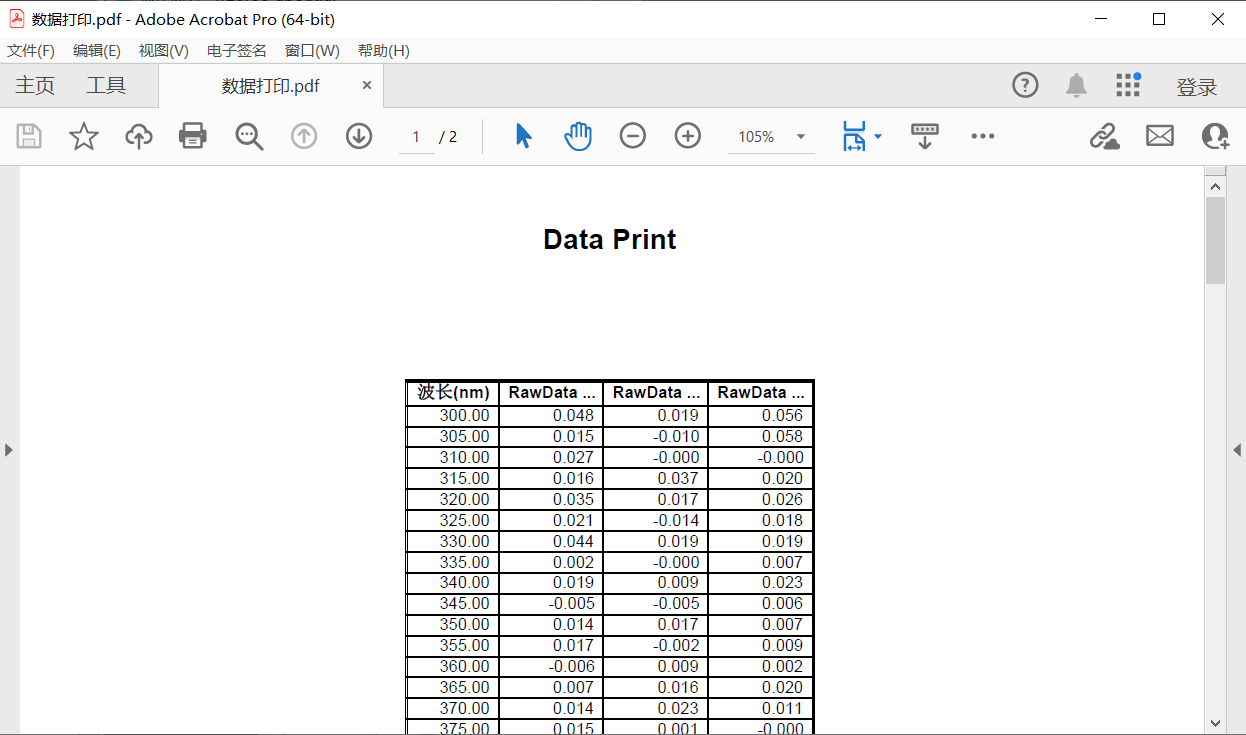 数据打印.pdf - Adobe Acrobat Pro (64-bit)
文件(F) 编辑(E) 视图(V) 电子签名 窗口(W) 帮助(H)
主页 工具 数据打印.pdf × 登录
1 / 2 105%
Data Print
波长(nm) RawData ... RawData ... RawData ...
300.00 0.048 0.019 0.056
305.00 0.015 -0.010 0.058
310.00 0.027 -0.000 -0.000
315.00 0.016 0.037 0.020
320.00 0.035 0.017 0.026
325.00 0.021 -0.014 0.018
330.00 0.044 0.019 0.019
335.00 0.002 -0.000 0.007
340.00 0.019 0.009 0.023
345.00 -0.005 -0.005 0.006
350.00 0.014 0.017 0.007
355.00 0.017 -0.002 0.009
360.00 -0.006 0.009 0.002
365.00 0.007 0.016 0.020
370.00 0.014 0.023 0.011
375.00 0.015 0.001 -0.000